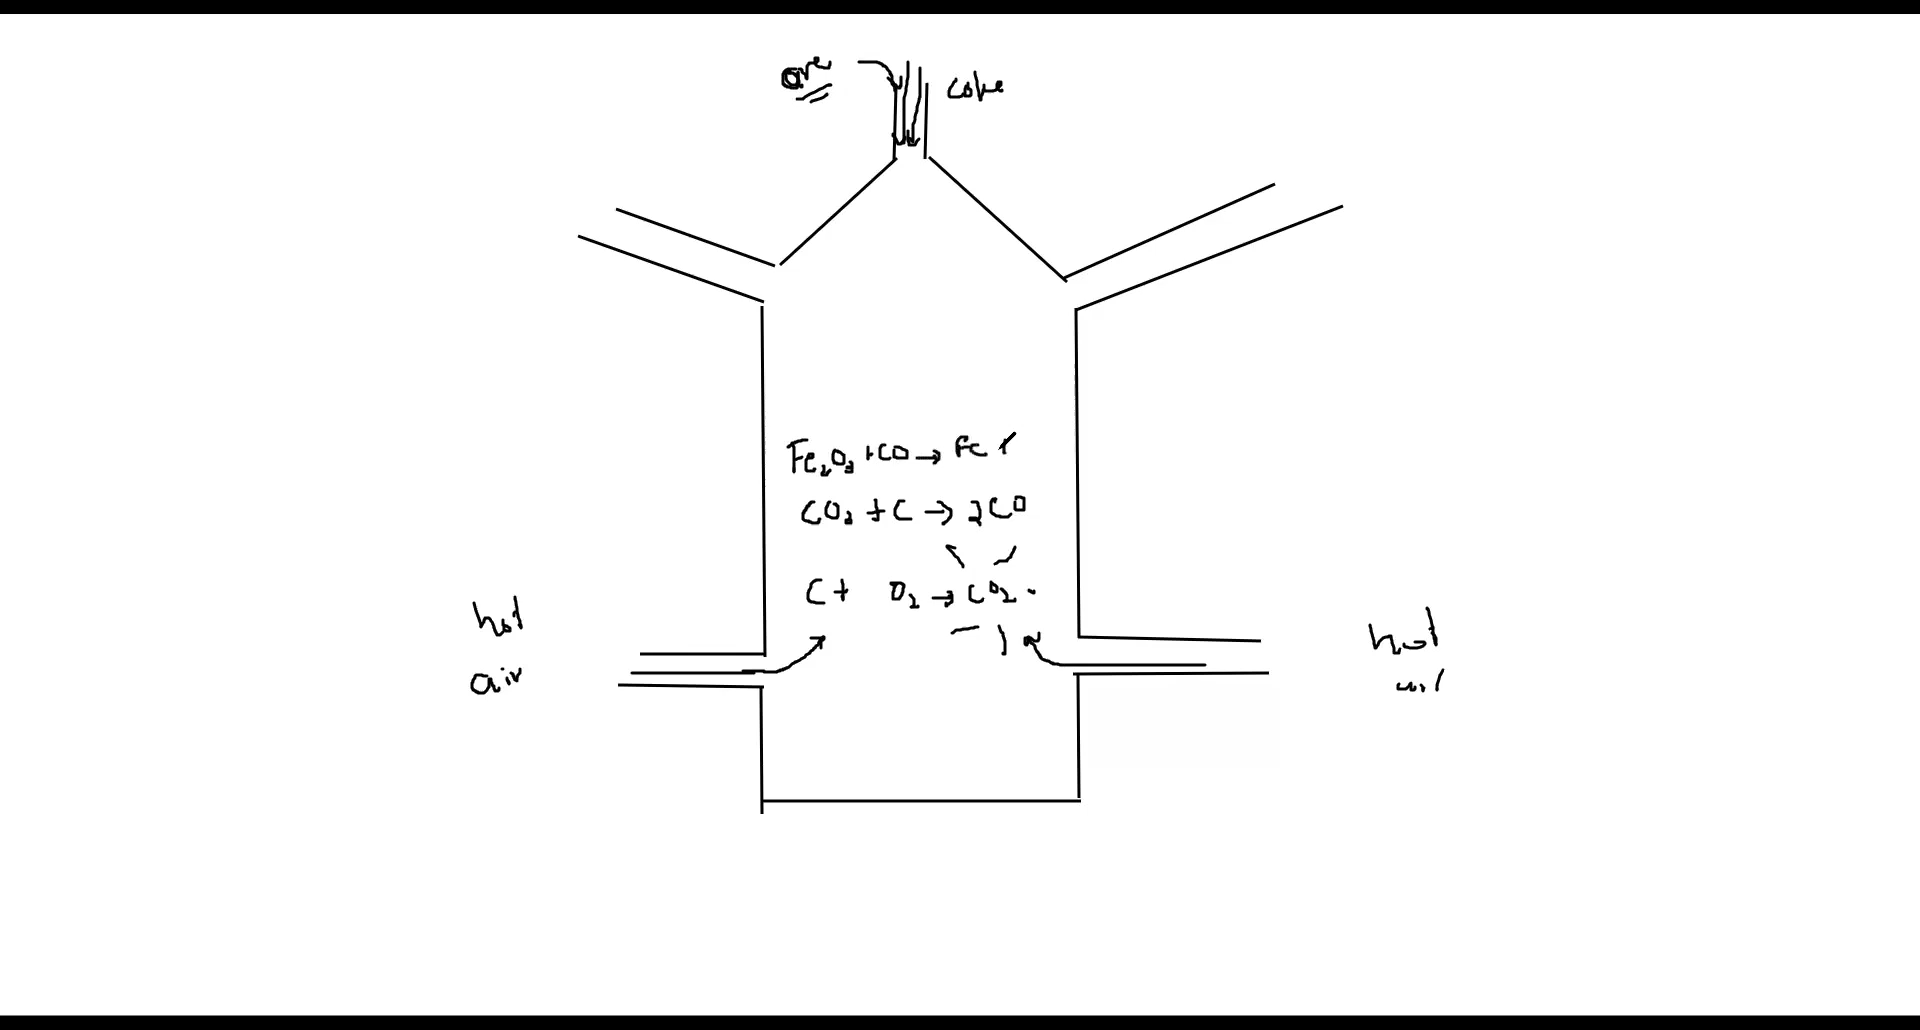 ore
coke
Fe₂O₃ + CO → Fe +
CO₂ + C → 2CO
C + O₂ → CO₂
hot
air
hot